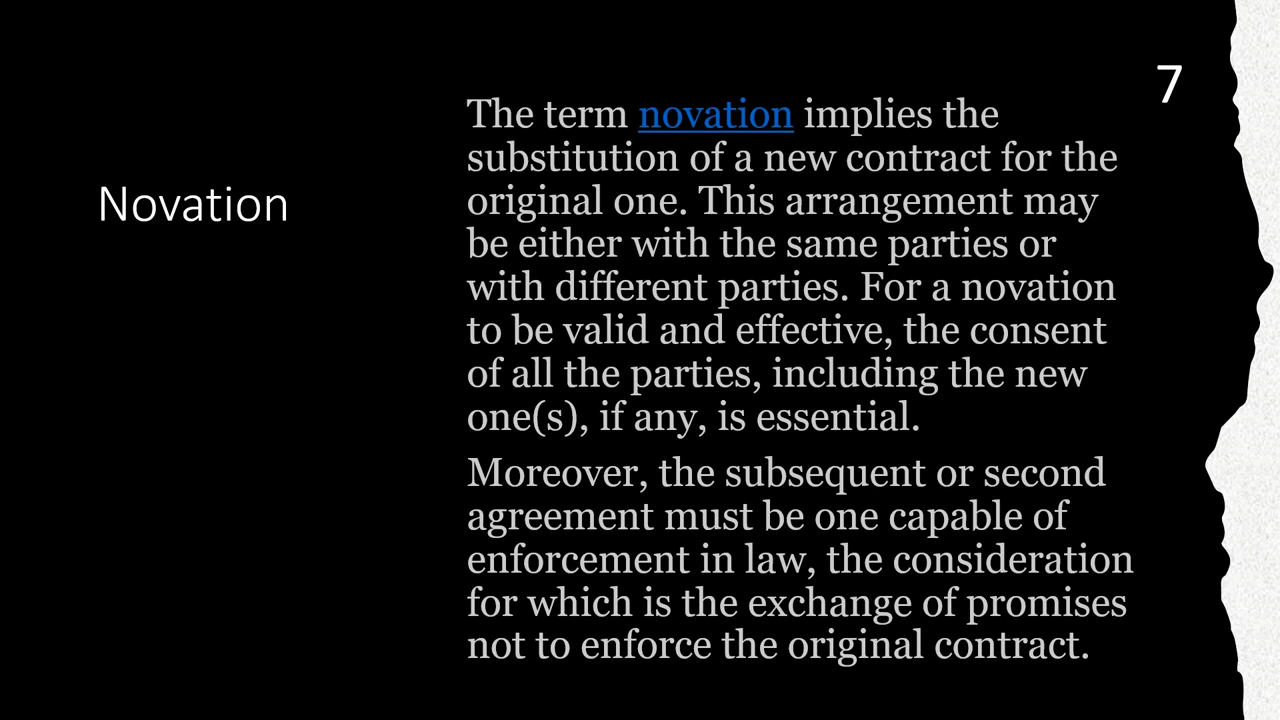 7
Novation
The term novation implies the
substitution of a new contract for the
original one. This arrangement may
be either with the same parties or
with different parties. For a novation
to be valid and effective, the consent
of all the parties, including the new
one(s), if any, is essential.
Moreover, the subsequent or second
agreement must be one capable of
enforcement in law, the consideration
for which is the exchange of promises
not to enforce the original contract.